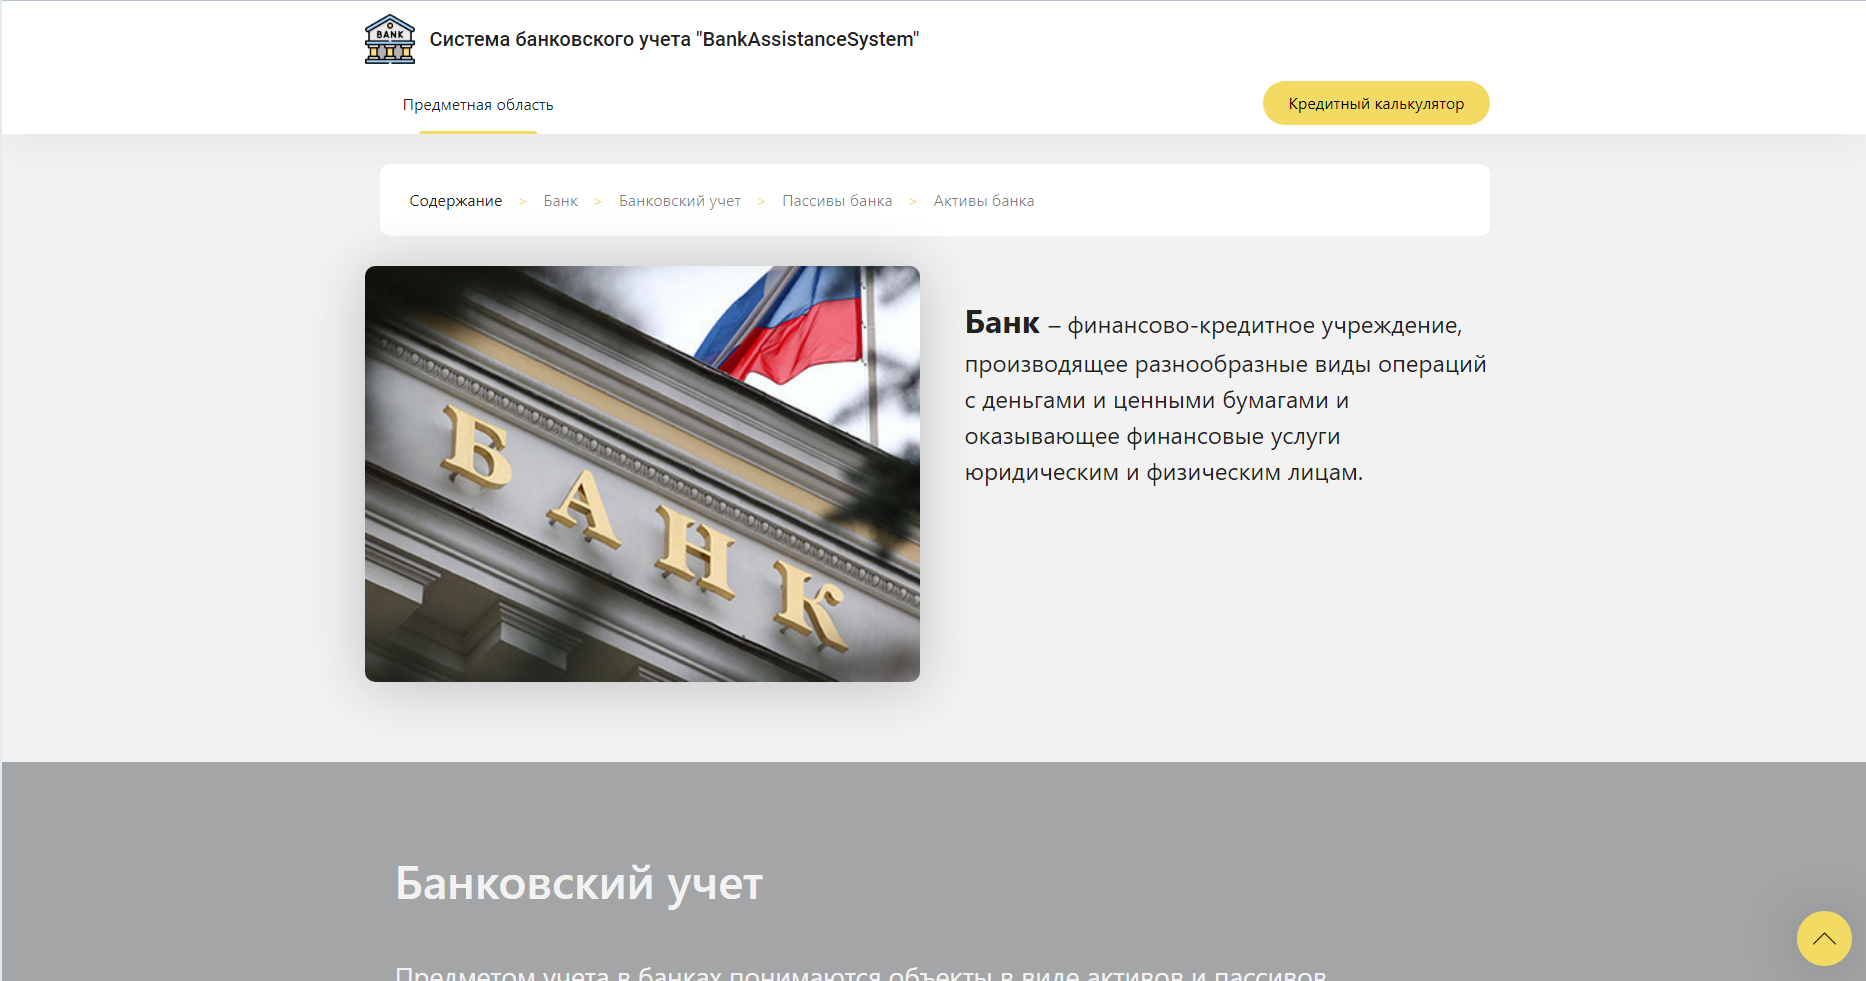 BANK
Система банковского учета "BankAssistanceSystem"
Предметная область
Кредитный калькулятор
Содержание > Банк > Банковский учет > Пассивы банка > Активы банка
БАНК
Банк – финансово-кредитное учреждение,
производящее разнообразные виды операций
с деньгами и ценными бумагами и
оказывающее финансовые услуги
юридическим и физическим лицам.
Банковский учет
Предметом учета в банках понимаются объекты в виде активов и пассивов